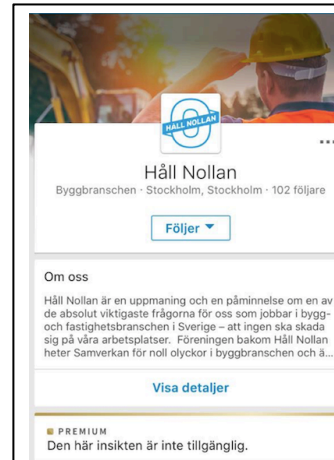 HÅLL NOLLAN
Håll Nollan
Byggbranschen · Stockholm, Stockholm · 102 följare
Följer
Om oss
Håll Nollan är en uppmaning och en påminnelse om en av
de absolut viktigaste frågorna för oss som jobbar i bygg-
och fastighetsbranschen i Sverige – att ingen ska skada
sig på våra arbetsplatser. Föreningen bakom Håll Nollan
heter Samverkan för noll olyckor i byggbranschen och ä...
Visa detaljer
PREMIUM
Den här insikten är inte tillgänglig.